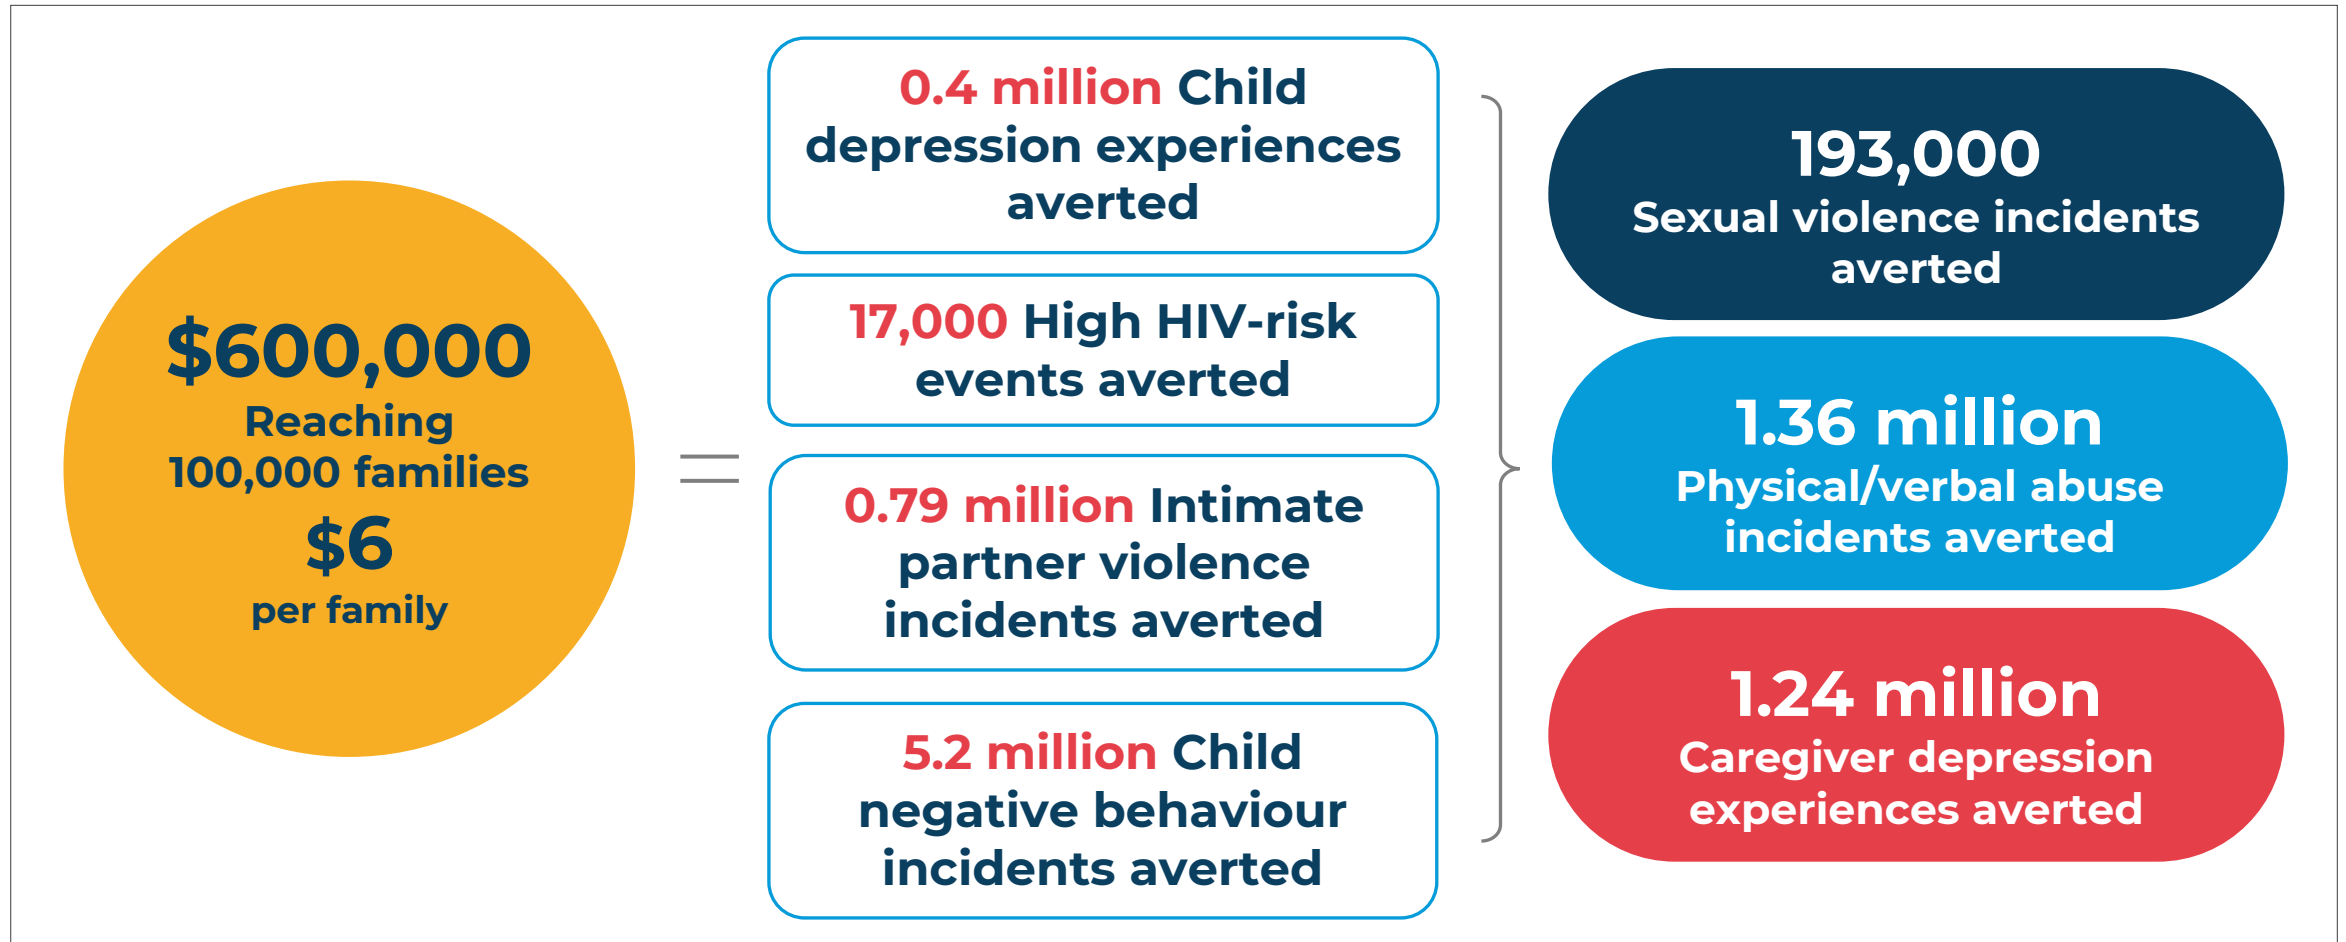 $600,000
Reaching
100,000 families
$6
per family
0.4 million Child
depression experiences
averted
17,000 High HIV-risk
events averted
0.79 million Intimate
partner violence
incidents averted
5.2 million Child
negative behaviour
incidents averted
193,000
Sexual violence incidents
averted
1.36 million
Physical/verbal abuse
incidents averted
1.24 million
Caregiver depression
experiences averted